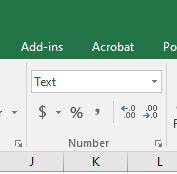 Add-ins Acrobat Po
Text
$ % ,
←.0 .00
.00 →.0
Number
J K L